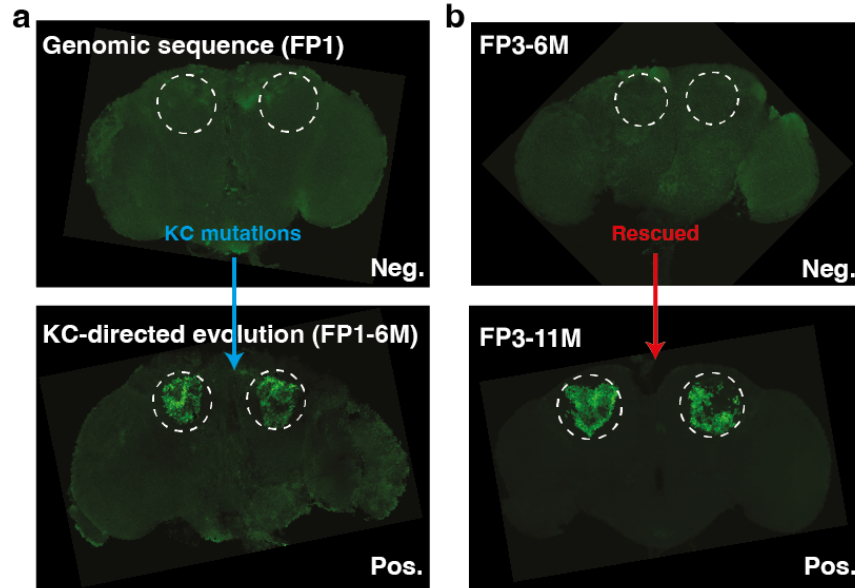 a
Genomic sequence (FP1)
KC mutations
Neg.
KC-directed evolution (FP1-6M)
Pos.
b
FP3-6M
Rescued
Neg.
FP3-11M
Pos.